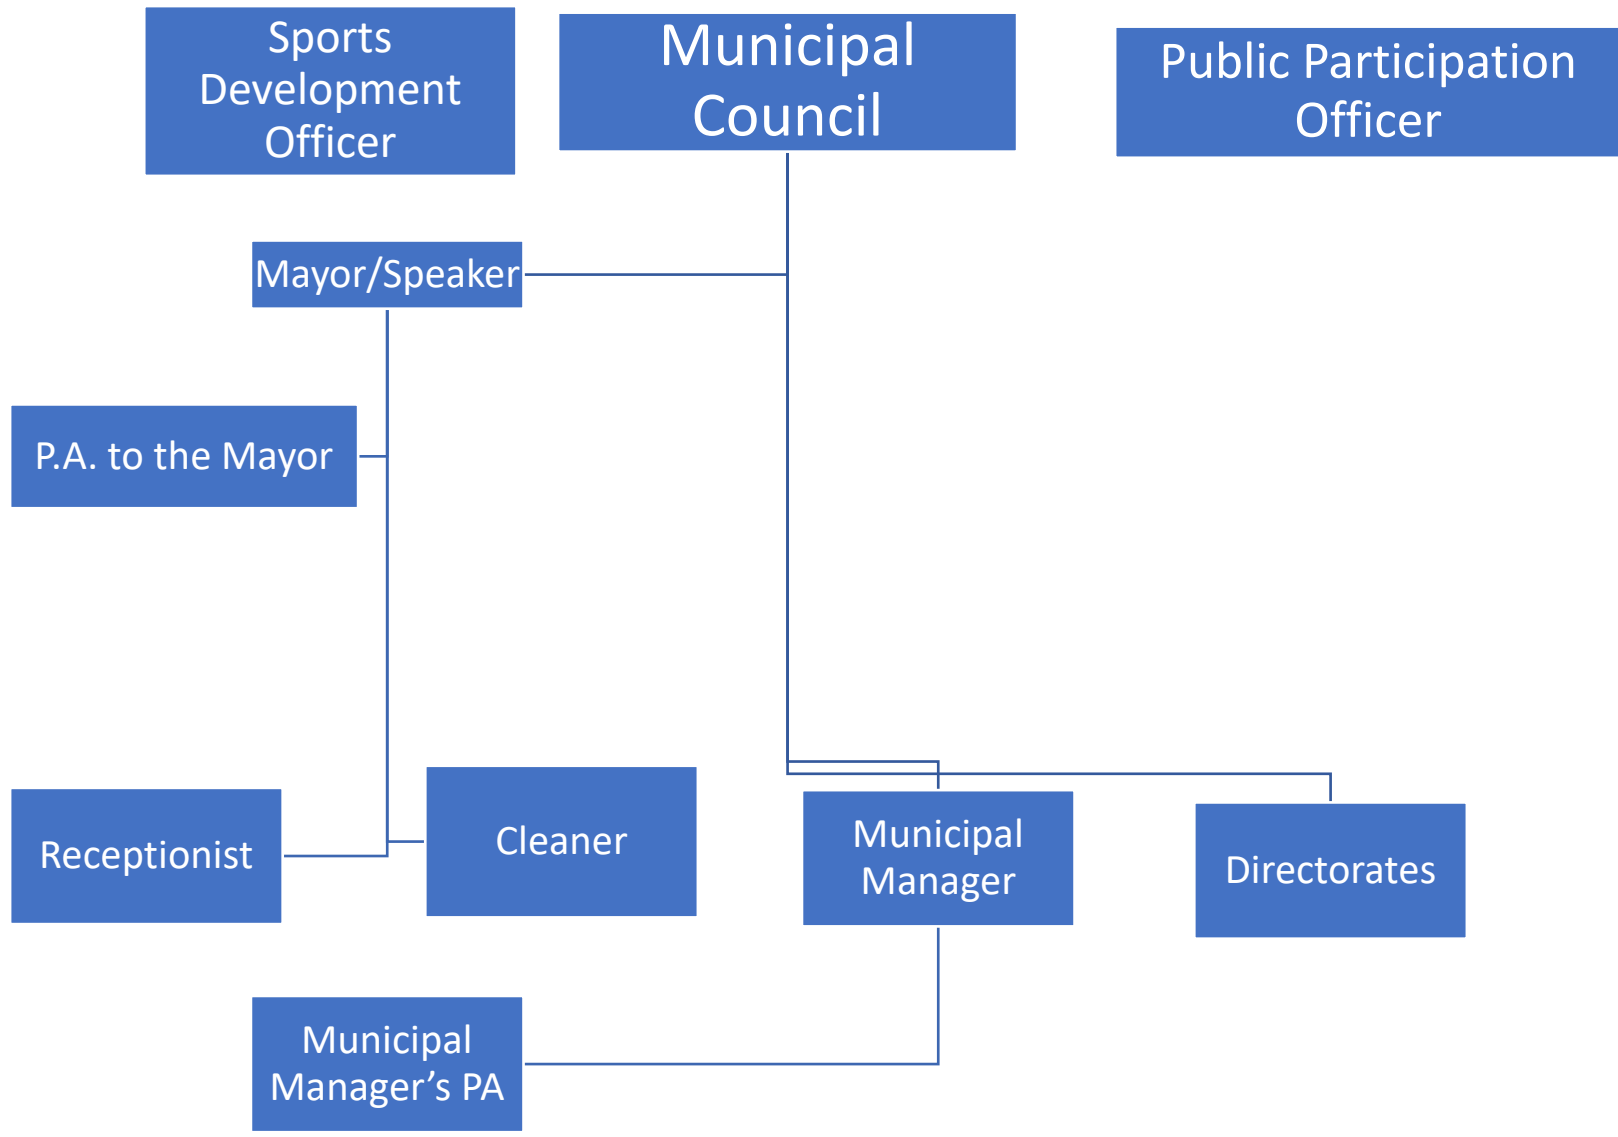 Sports
Development
Officer
Municipal
Council
Public Participation
Officer
Mayor/Speaker
P.A. to the Mayor
Receptionist
Cleaner
Municipal
Manager
Directorates
Municipal
Manager’s PA